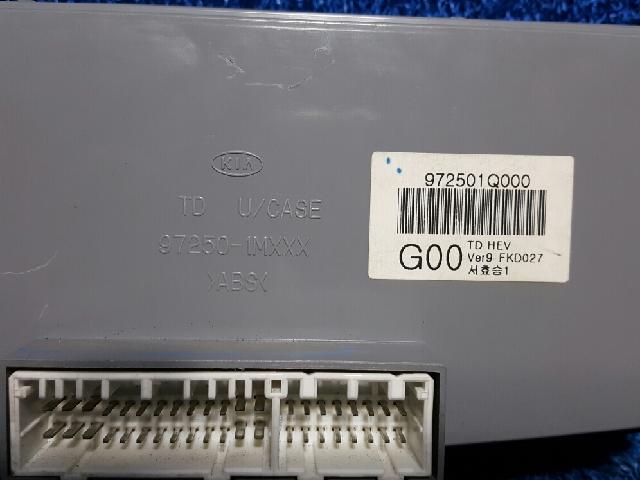 KIA
TD U/CASE
97250-1MXXX
>ABS<
972501Q000
G00
TD HEV
Ver9 FKD027
서효승1